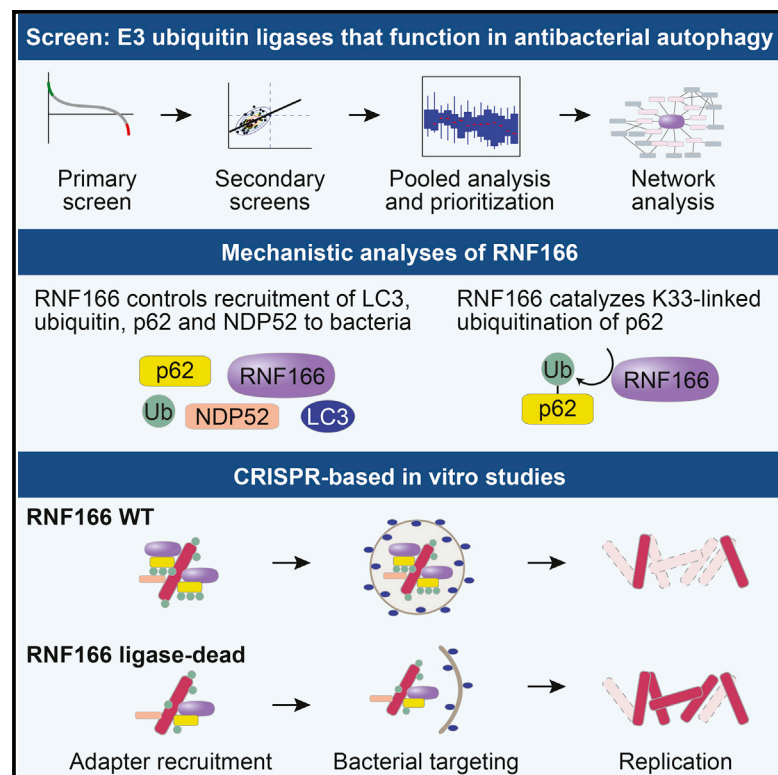 Screen: E3 ubiquitin ligases that function in antibacterial autophagy
Primary
screen
Secondary
screens
Pooled analysis
and prioritization
Network
analysis
Mechanistic analyses of RNF166
RNF166 controls recruitment of LC3,
ubiquitin, p62 and NDP52 to bacteria
p62
RNF166
Ub
NDP52
LC3
RNF166 catalyzes K33-linked
ubiquitination of p62
Ub
RNF166
p62
CRISPR-based in vitro studies
RNF166 WT
RNF166 ligase-dead
Adapter recruitment
Bacterial targeting
Replication